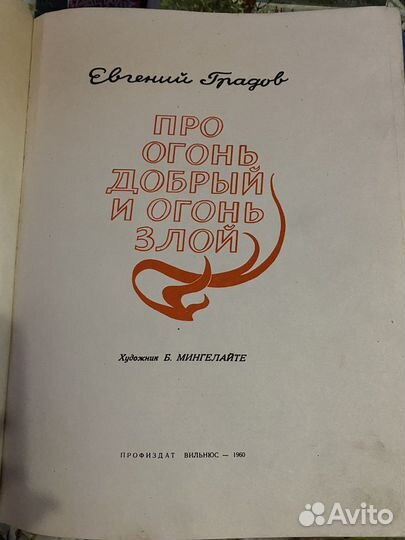 Евгений Градов
ПРО
ОГОНЬ
ДОБРЫЙ
И ОГОНЬ
ЗЛОЙ
Художник Б. МИНГЕЛАЙТЕ
ПРОФИЗДАТ ВИЛЬНЮС — 1960
Avito